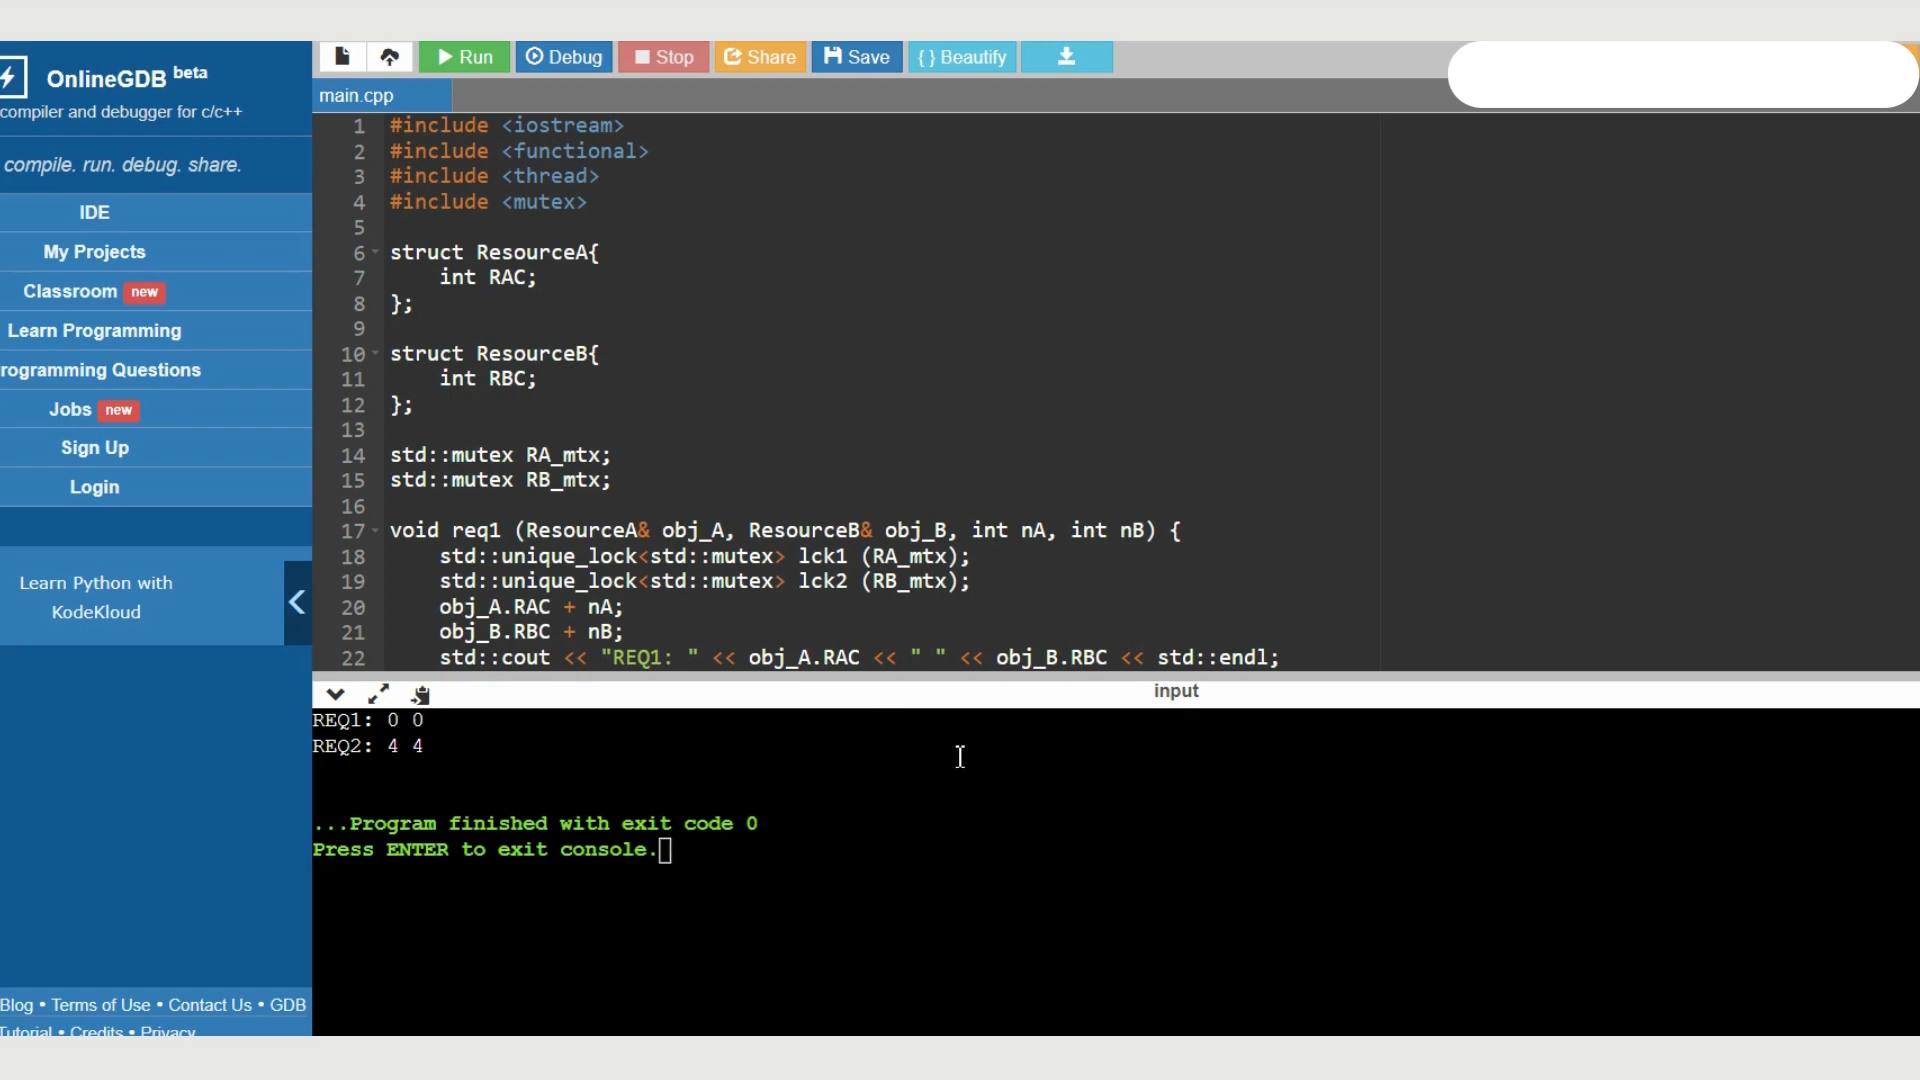 OnlineGDB beta
compiler and debugger for c/c++
compile. run. debug. share.
IDE
My Projects
Classroom new
Learn Programming
rogramming Questions
Jobs new
Sign Up
Login
Learn Python with
KodeKloud
Blog • Terms of Use • Contact Us • GDB
Tutorial • Credits • Privacy
Run Debug Stop Share Save { } Beautify
main.cpp
1 #include <iostream>
2 #include <functional>
3 #include <thread>
4 #include <mutex>
5
6 struct ResourceA{
7 int RAC;
8 };
9
10 struct ResourceB{
11 int RBC;
12 };
13
14 std::mutex RA_mtx;
15 std::mutex RB_mtx;
16
17 void req1 (ResourceA& obj_A, ResourceB& obj_B, int nA, int nB) {
18 std::unique_lock<std::mutex> lck1 (RA_mtx);
19 std::unique_lock<std::mutex> lck2 (RB_mtx);
20 obj_A.RAC + nA;
21 obj_B.RBC + nB;
22 std::cout << "REQ1: " << obj_A.RAC << " " << obj_B.RBC << std::endl;
input
REQ1: 0 0
REQ2: 4 4
...Program finished with exit code 0
Press ENTER to exit console.